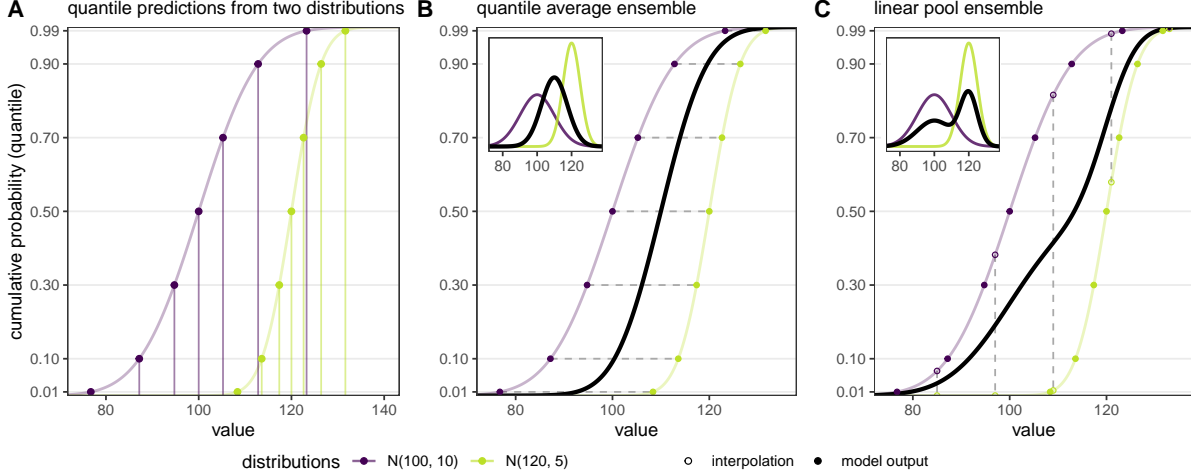 A quantile predictions from two distributions
cumulative probability (quantile)
0.99
0.90
0.70
0.50
0.30
0.10
0.01
80 100 120 140
value
B quantile average ensemble
0.99
0.90
0.70
0.50
0.30
0.10
0.01
80 100 120
80 100 120
value
C linear pool ensemble
0.99
0.90
0.70
0.50
0.30
0.10
0.01
80 100 120
80 100 120
value
distributions N(100, 10) N(120, 5) interpolation model output